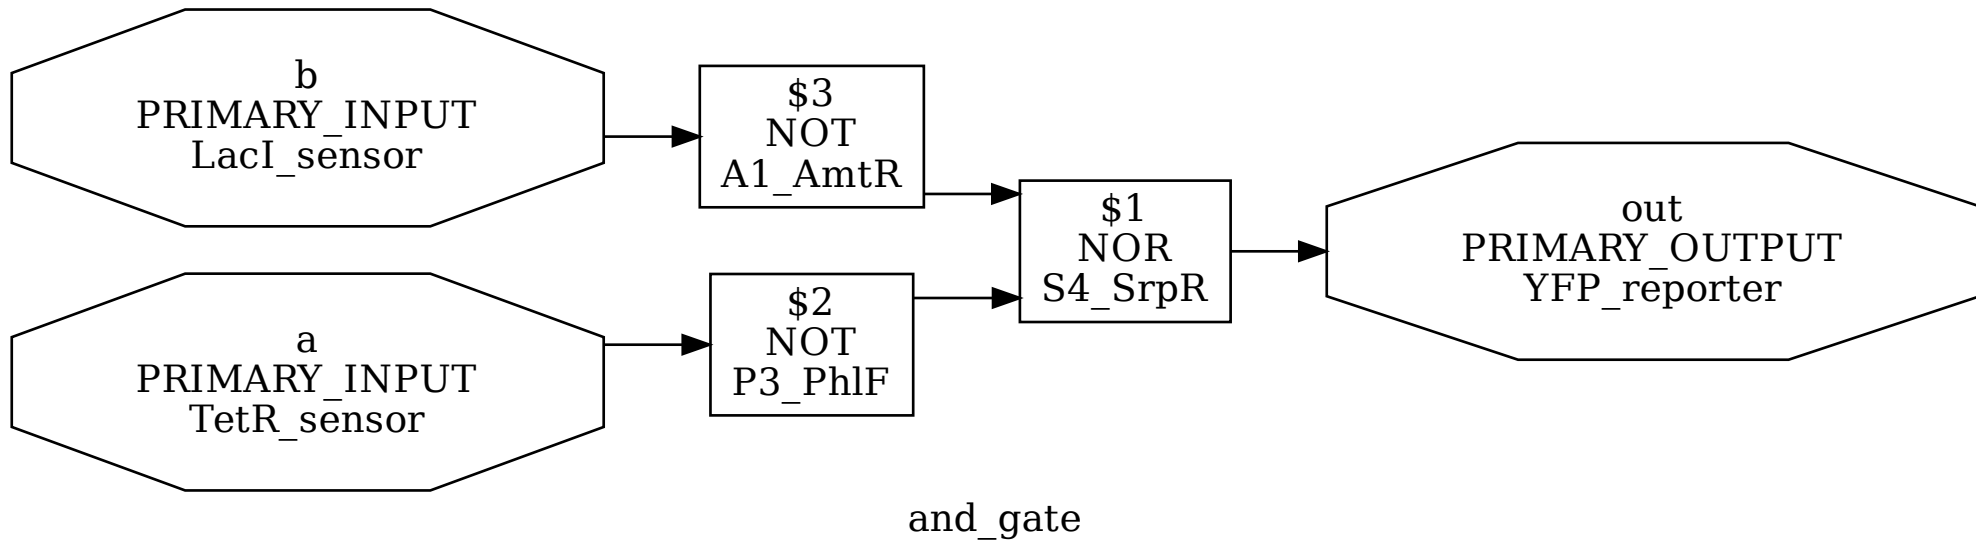 b
PRIMARY_INPUT
LacI_sensor
$3
NOT
A1_AmtR
a
PRIMARY_INPUT
TetR_sensor
$2
NOT
P3_PhlF
$1
NOR
S4_SrpR
out
PRIMARY_OUTPUT
YFP_reporter
and_gate